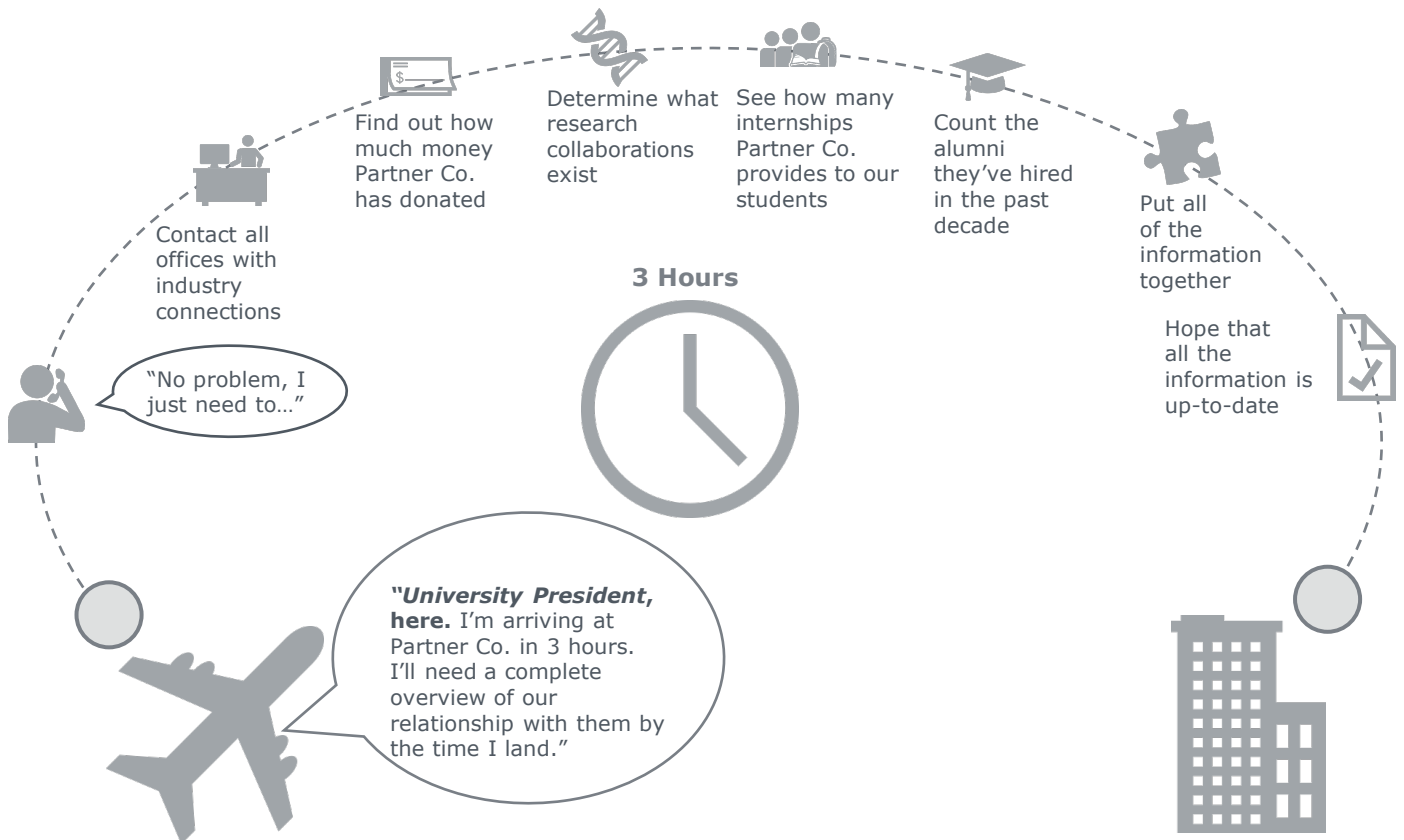 Find out how
much money
Partner Co.
has donated
Determine what
research
collaborations
exist
See how many
internships
Partner Co.
provides to our
students
Count the
alumni
they’ve hired
in the past
decade
Put all
of the
information
together
Contact all
offices with
industry
connections
3 Hours
Hope that
all the
information is
up-to-date
“No problem, I
just need to…”
“University President,
here. I’m arriving at
Partner Co. in 3 hours.
I’ll need a complete
overview of our
relationship with them by
the time I land.”
$